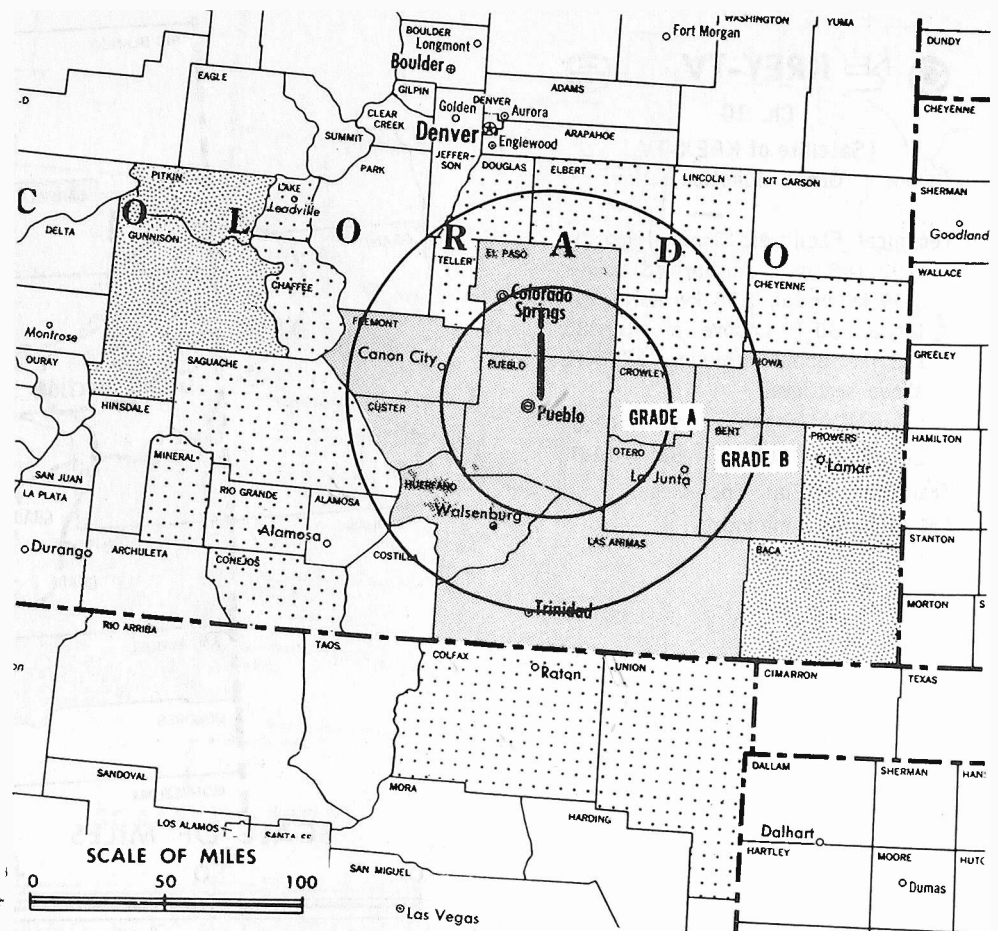 WASHINGTON
YUMA
BOULDER
Longmont
Fort Morgan
DUNDY
Boulder
EAGLE
GILPIN
ADAMS
CHEYENNE
CLEAR
CREEK
Golden
DENVER
Aurora
Denver
SUMMIT
ARAPAHOE
Englewood
PARK
JEFFER-
SON
DOUGLAS
ELBERT
PITKIN
LAKE
LINCOLN
KIT CARSON
SHERMAN
Leadville
C O L O R A D O
DELTA
GUNNISON
Goodland
TELLER
EL PASO
WALLACE
CHAFFEE
CHEYENNE
Colorado
Springs
FREMONT
Montrose
Canon City
GREELEY
OURAY
SAGUACHE
PUEBLO
CROWLEY
KIOWA
HINSDALE
CUSTER
Pueblo
GRADE A
BENT
PROWERS
HAMILTON
MINERAL
OTERO
GRADE B
Lamar
SAN JUAN
La Junta
LA PLATA
RIO GRANDE
ALAMOSA
HUERFANO
Walsenburg
Alamosa
STANTON
Durango
ARCHULETA
CONEJOS
COSTILLA
LAS ANIMAS
BACA
MORTON
S
Trinidad
RIO ARRIBA
TAOS
COLFAX
Raton
UNION
CIMARRON
TEXAS
SANDOVAL
MORA
DALLAM
SHERMAN
HANS
LOS ALAMOS
SANTA FE
HARDING
Dalhart
SCALE OF MILES
SAN MIGUEL
HARTLEY
MOORE
HUTC
0 50 100
Dumas
Las Vegas